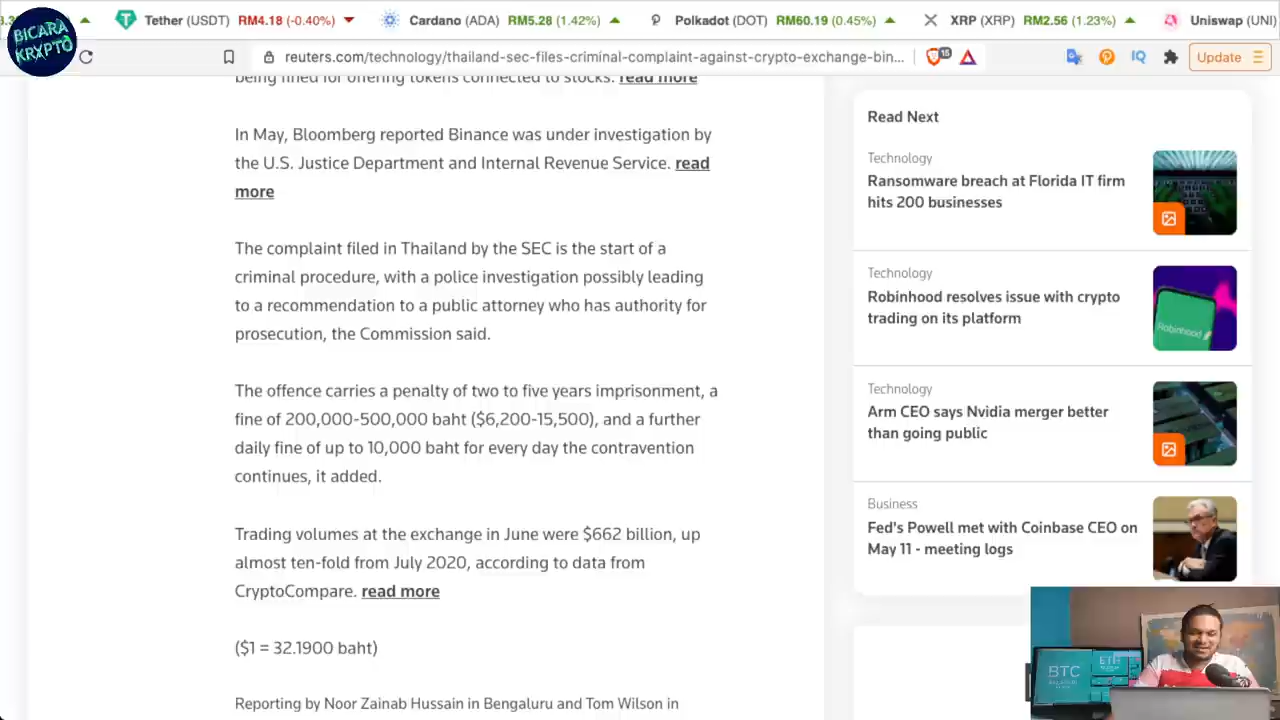 Tether (USDT) RM4.18 (-0.40%) Cardano (ADA) RM5.28 (1.42%) Polkadot (DOT) RM60.19 (0.45%) XRP (XRP) RM2.56 (1.23%) Uniswap (UNI)
BICARA
KRYPTO
reuters.com/technology/thailand-sec-files-criminal-complaint-against-crypto-exchange-bin... 15 Update
being fined for offering tokens connected to stocks. read more
In May, Bloomberg reported Binance was under investigation by
the U.S. Justice Department and Internal Revenue Service. read
more
The complaint filed in Thailand by the SEC is the start of a
criminal procedure, with a police investigation possibly leading
to a recommendation to a public attorney who has authority for
prosecution, the Commission said.
The offence carries a penalty of two to five years imprisonment, a
fine of 200,000-500,000 baht ($6,200-15,500), and a further
daily fine of up to 10,000 baht for every day the contravention
continues, it added.
Trading volumes at the exchange in June were $662 billion, up
almost ten-fold from July 2020, according to data from
CryptoCompare. read more
($1 = 32.1900 baht)
Reporting by Noor Zainab Hussain in Bengaluru and Tom Wilson in
Read Next
Technology
Ransomware breach at Florida IT firm
hits 200 businesses
Technology
Robinhood resolves issue with crypto
trading on its platform
Robinhood
Technology
Arm CEO says Nvidia merger better
than going public
Business
Fed's Powell met with Coinbase CEO on
May 11 - meeting logs
BTC
ETH